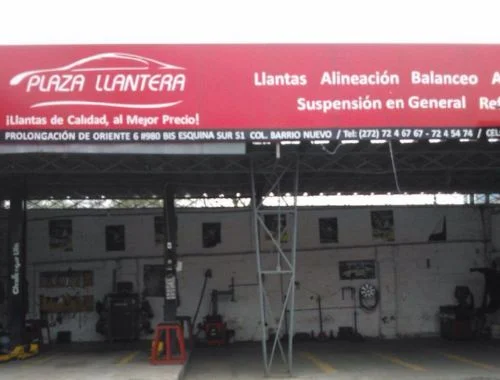 PLAZA LLANTERA
¡Llantas de Calidad, al Mejor Precio!
Llantas Alineación Balanceo
Suspensión en General
PROLONGACIÓN DE ORIENTE 6 #980 BIS ESQUINA SUR 51 COL. BARRIO NUEVO / Tel: (272) 72 4 67 67 - 72 4 54 74 / CEL